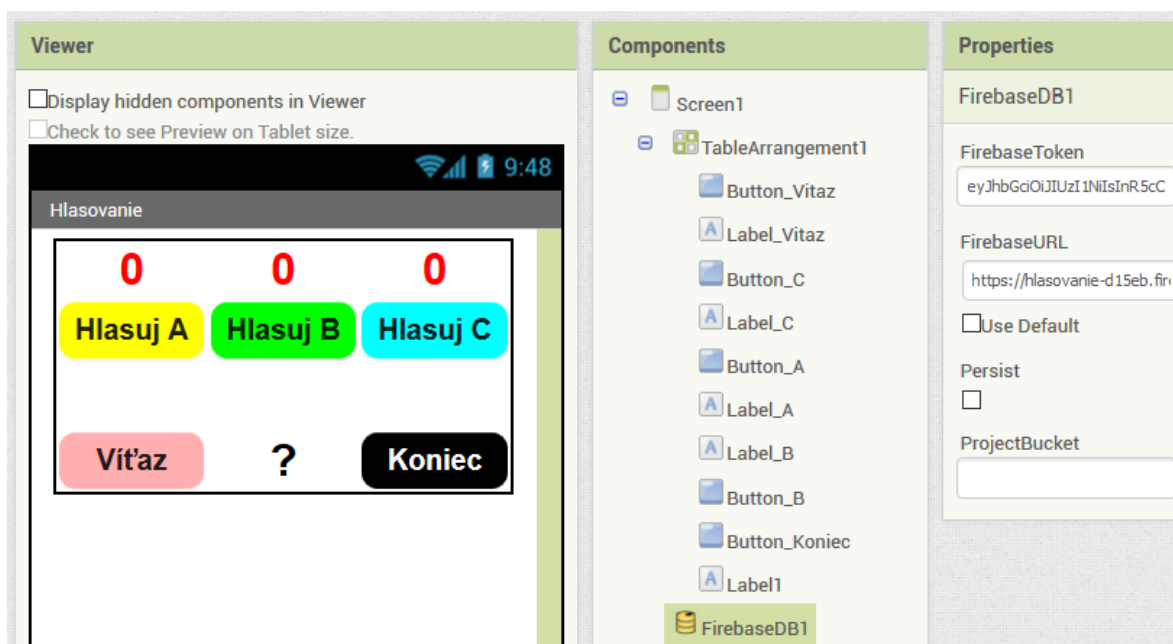 Viewer
Display hidden components in Viewer
Check to see Preview on Tablet size.
9:48
Hlasovanie
0 0 0
Hlasuj A Hlasuj B Hlasuj C
Víťaz ? Koniec
Components
Screen1
TableArrangement1
Button_Vitaz
A Label_Vitaz
Button_C
A Label_C
Button_A
A Label_A
A Label_B
Button_B
Button_Koniec
A Label1
FirebaseDB1
Properties
FirebaseDB1
FirebaseToken
eyJhbGciOiJIUzI1NiIsInR5cC
FirebaseURL
https://hlasovanie-d15eb.fir
Use Default
Persist
ProjectBucket